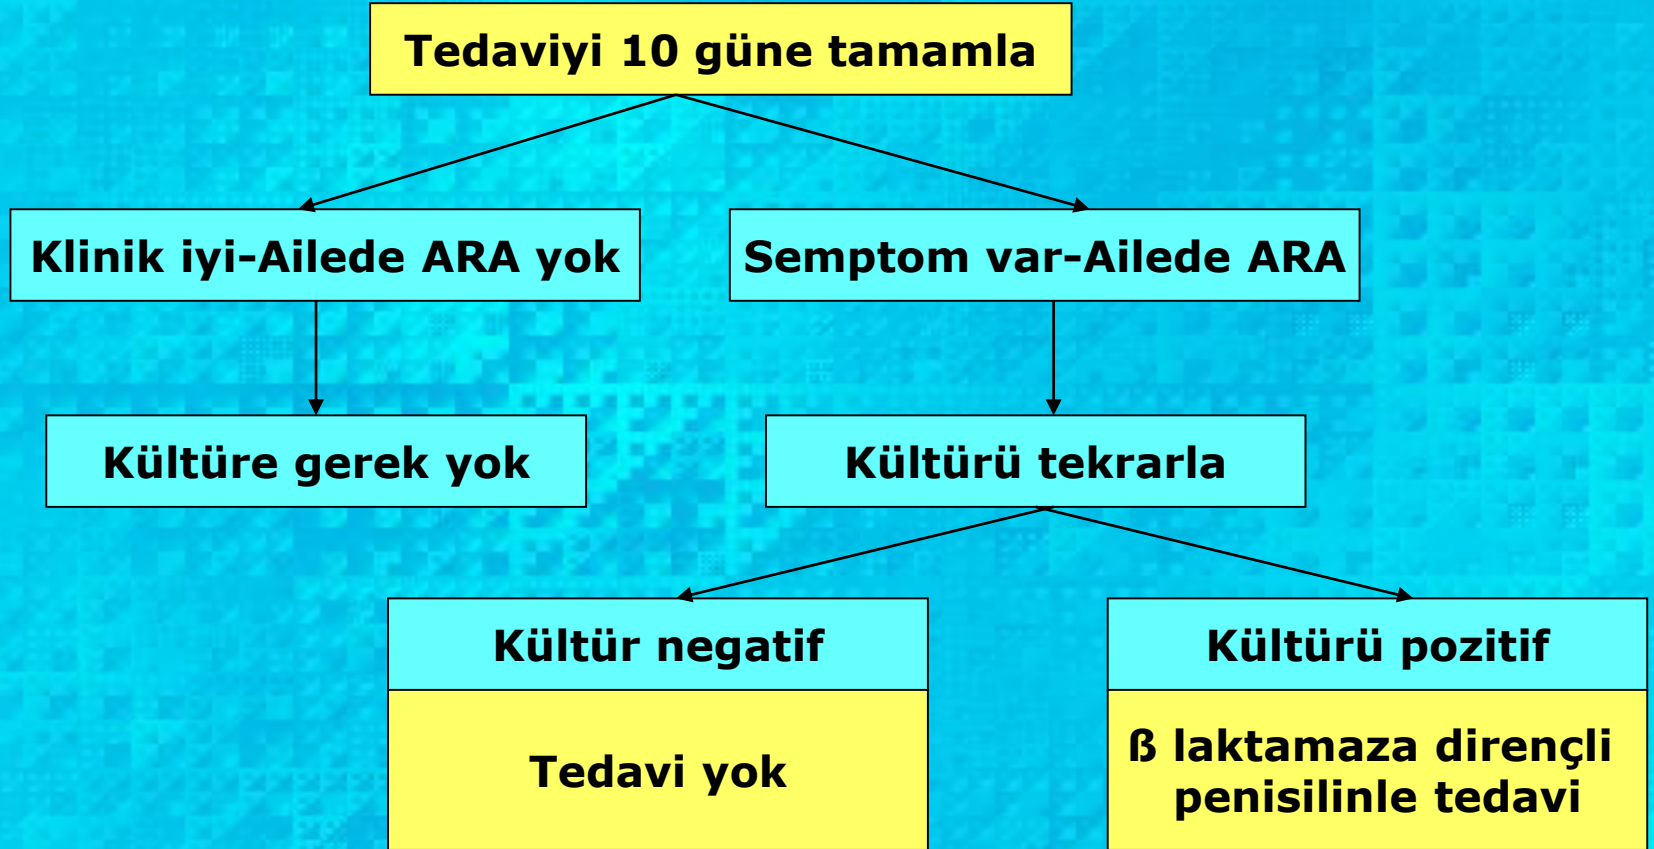 Tedaviyi 10 güne tamamla
Klinik iyi-Ailede ARA yok
Semptom var-Ailede ARA
Kültüre gerek yok
Kültürü tekrarla
Kültür negatif
Kültürü pozitif
Tedavi yok
ß laktamaza dirençli
penisilinle tedavi